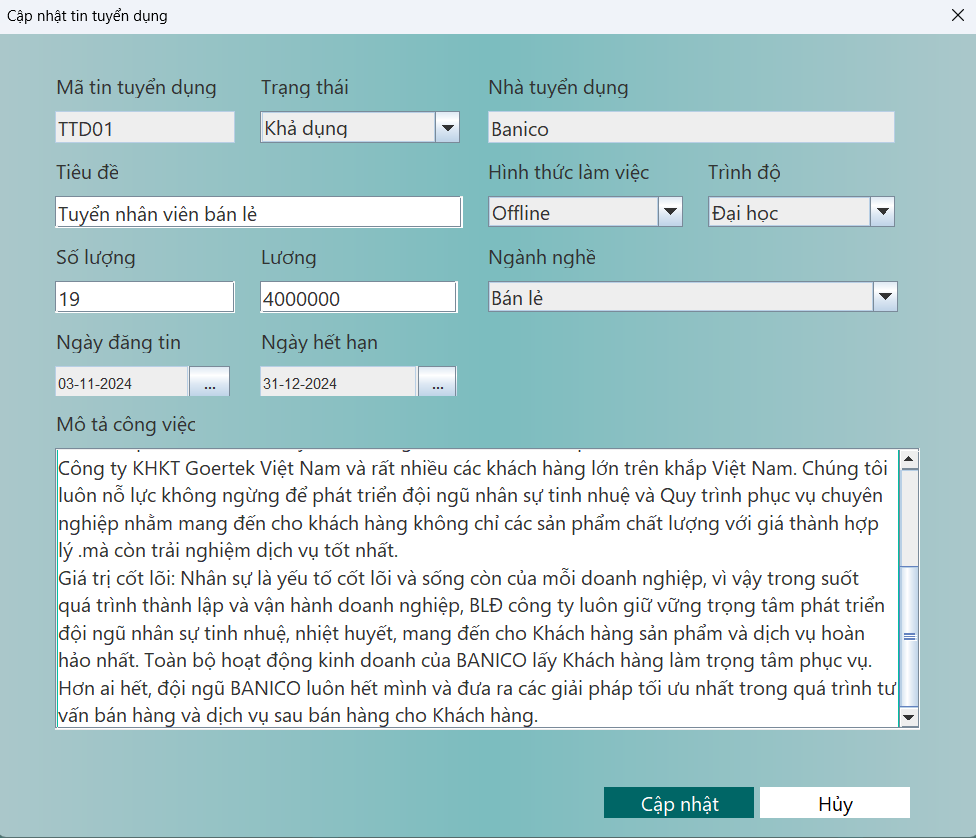 Cập nhật tin tuyển dụng
Mã tin tuyển dụng
Trạng thái
Nhà tuyển dụng
TTD01
Khả dụng
Banico
Tiêu đề
Hình thức làm việc
Trình độ
Tuyển nhân viên bán lẻ
Offline
Đại học
Số lượng
Lương
Ngành nghề
19
4000000
Bán lẻ
Ngày đăng tin
Ngày hết hạn
03-11-2024
...
31-12-2024
...
Mô tả công việc
Công ty KHKT Goertek Việt Nam và rất nhiều các khách hàng lớn trên khắp Việt Nam. Chúng tôi
luôn nỗ lực không ngừng để phát triển đội ngũ nhân sự tinh nhuệ và Quy trình phục vụ chuyên
nghiệp nhằm mang đến cho khách hàng không chỉ các sản phẩm chất lượng với giá thành hợp
lý .mà còn trải nghiệm dịch vụ tốt nhất.
Giá trị cốt lõi: Nhân sự là yếu tố cốt lõi và sống còn của mỗi doanh nghiệp, vì vậy trong suốt
quá trình thành lập và vận hành doanh nghiệp, BLĐ công ty luôn giữ vững trọng tâm phát triển
đội ngũ nhân sự tinh nhuệ, nhiệt huyết, mang đến cho Khách hàng sản phẩm và dịch vụ hoàn
hảo nhất. Toàn bộ hoạt động kinh doanh của BANICO lấy Khách hàng làm trọng tâm phục vụ.
Hơn ai hết, đội ngũ BANICO luôn hết mình và đưa ra các giải pháp tối ưu nhất trong quá trình tư
vấn bán hàng và dịch vụ sau bán hàng cho Khách hàng.
Cập nhật
Hủy